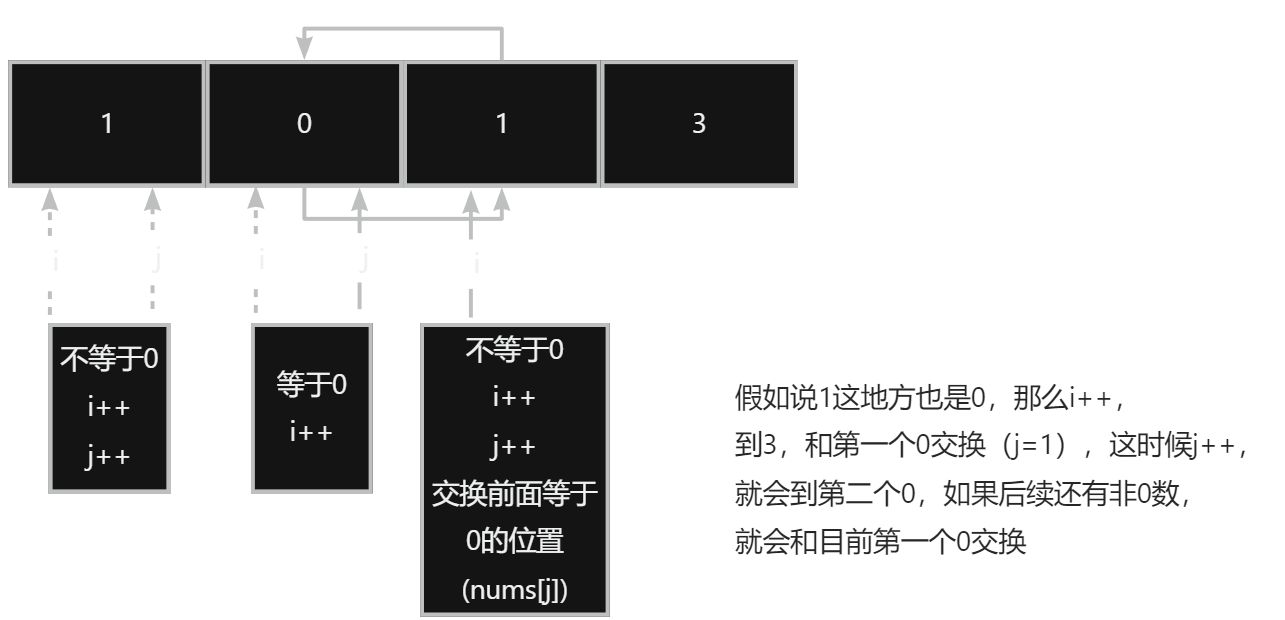 1
0
1
3
i
j
i
j
i
不等于0
i++
j++
等于0
i++
不等于0
i++
j++
交换前面等于
0的位置
(nums[j])
假如说1这地方也是0，那么i++，
到3，和第一个0交换（j=1），这时候j++，
就会到第二个0，如果后续还有非0数，
就会和目前第一个0交换